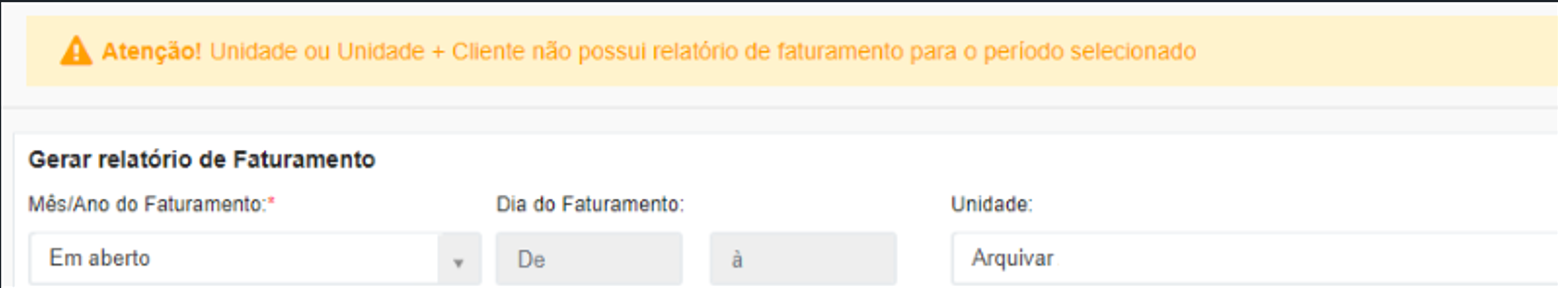 Atenção! Unidade ou Unidade + Cliente não possui relatório de faturamento para o período selecionado
Gerar relatório de Faturamento
Mês/Ano do Faturamento:* Dia do Faturamento: Unidade:
Em aberto De à Arquivar